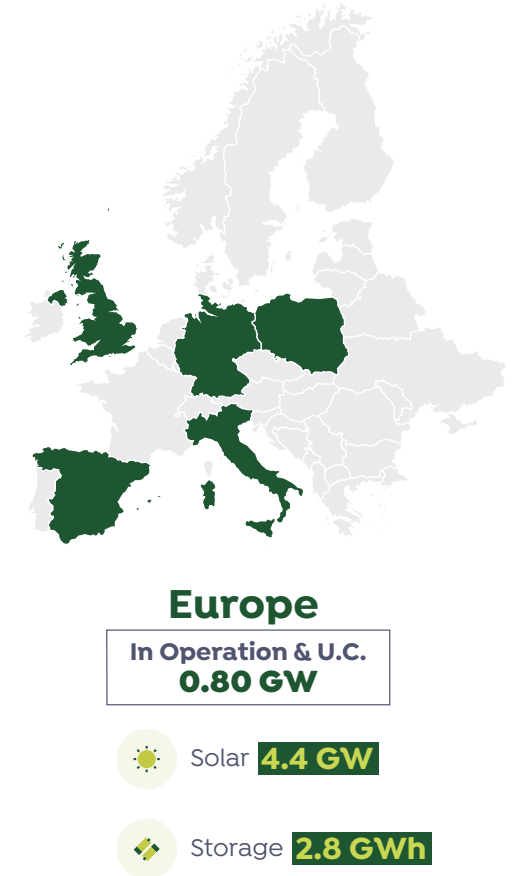 Europe
In Operation & U.C.
0.80 GW
Solar 4.4 GW
Storage 2.8 GWh